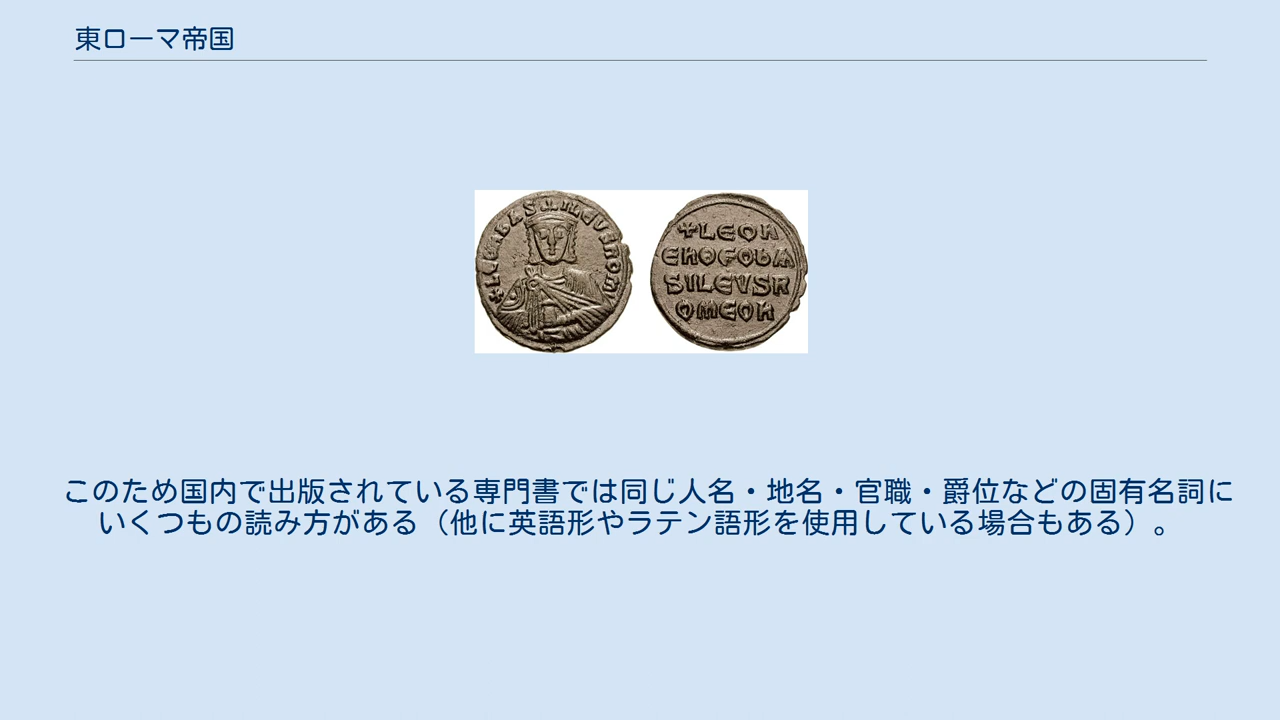 東ローマ帝国
+LEON bASILEVS ROM
+LEON
ENΘEObA
SILEVSR
OMEON
このため国内で出版されている専門書では同じ人名・地名・官職・爵位などの固有名詞に
いくつもの読み方がある（他に英語形やラテン語形を使用している場合もある）。